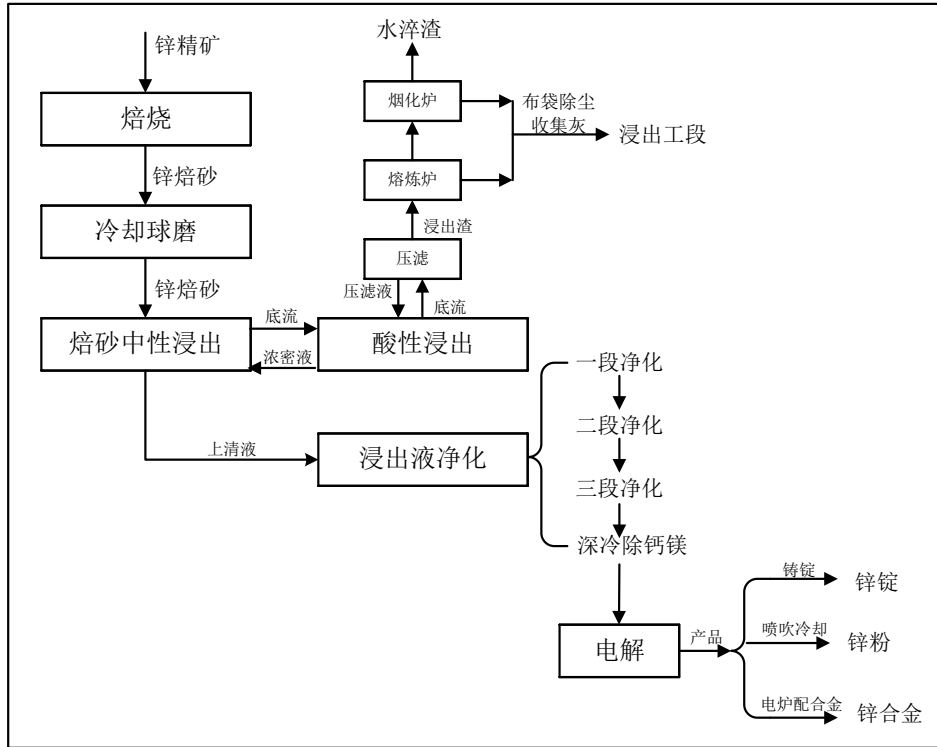 锌精矿
焙烧
锌焙砂
冷却球磨
锌焙砂
焙砂中性浸出
底流
浓密液
酸性浸出
压滤液
底流
压滤
浸出渣
熔炼炉
烟化炉
水淬渣
布袋除尘
收集灰
浸出工段
上清液
浸出液净化
一段净化
二段净化
三段净化
深冷除钙镁
电解
产品
铸锭
锌锭
喷吹冷却
锌粉
电炉配合金
锌合金